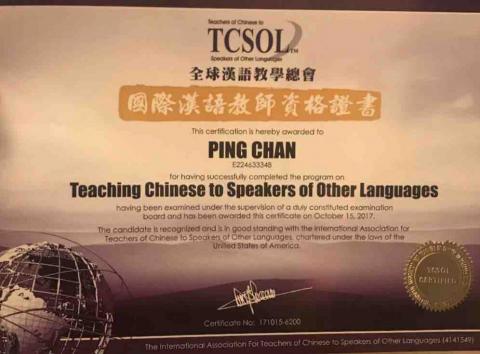 Teachers of Chinese to
TCSOL TM
Speakers of Other Languages
全球漢語教學總會
國際漢語教師資格證書
This certification is hereby awarded to
PING CHAN
E224633348
for having successfully completed the program on
Teaching Chinese to Speakers of Other Languages
having been examined under the supervision of a duly constituted examination
board and has been awarded this certificate on October 15, 2017.
The candidate is recognized and is in good standing with the International Association for
Teachers of Chinese to Speakers of Other Languages, chartered under the laws of the
United States of America.
TCSOL
CERTIFIED
Certificate No: 171015-6200
The International Association For Teachers of Chinese to Speakers of Other Languages (4141549)